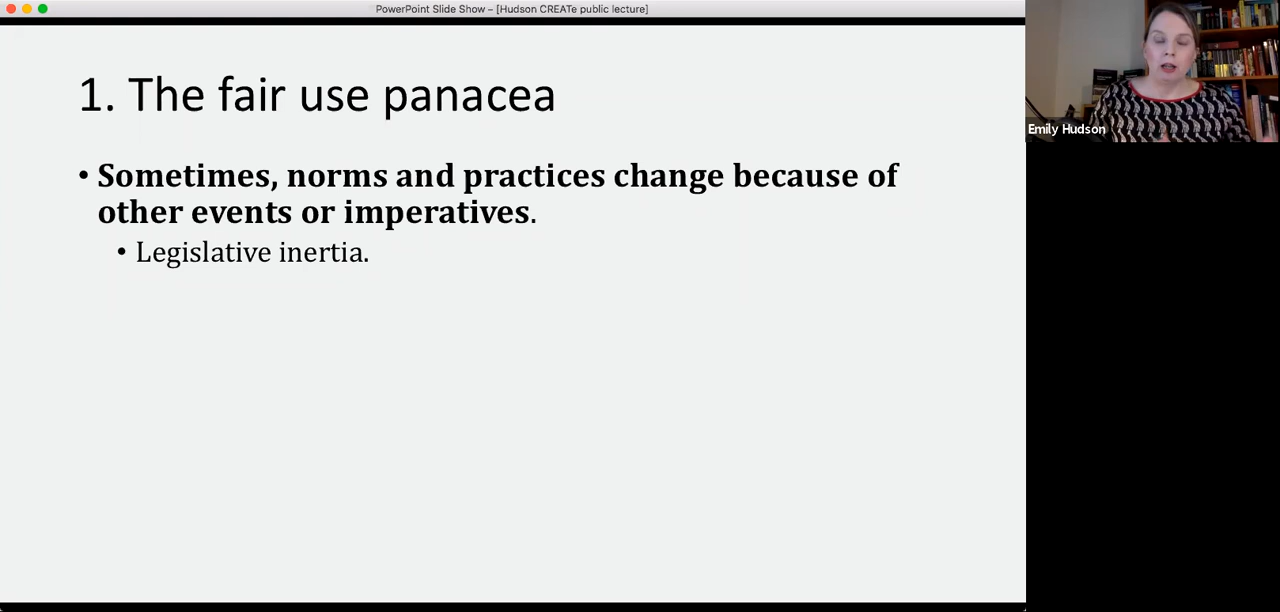 PowerPoint Slide Show – [Hudson CREATe public lecture]
1. The fair use panacea
• Sometimes, norms and practices change because of
other events or imperatives.
• Legislative inertia.
Emily Hudson